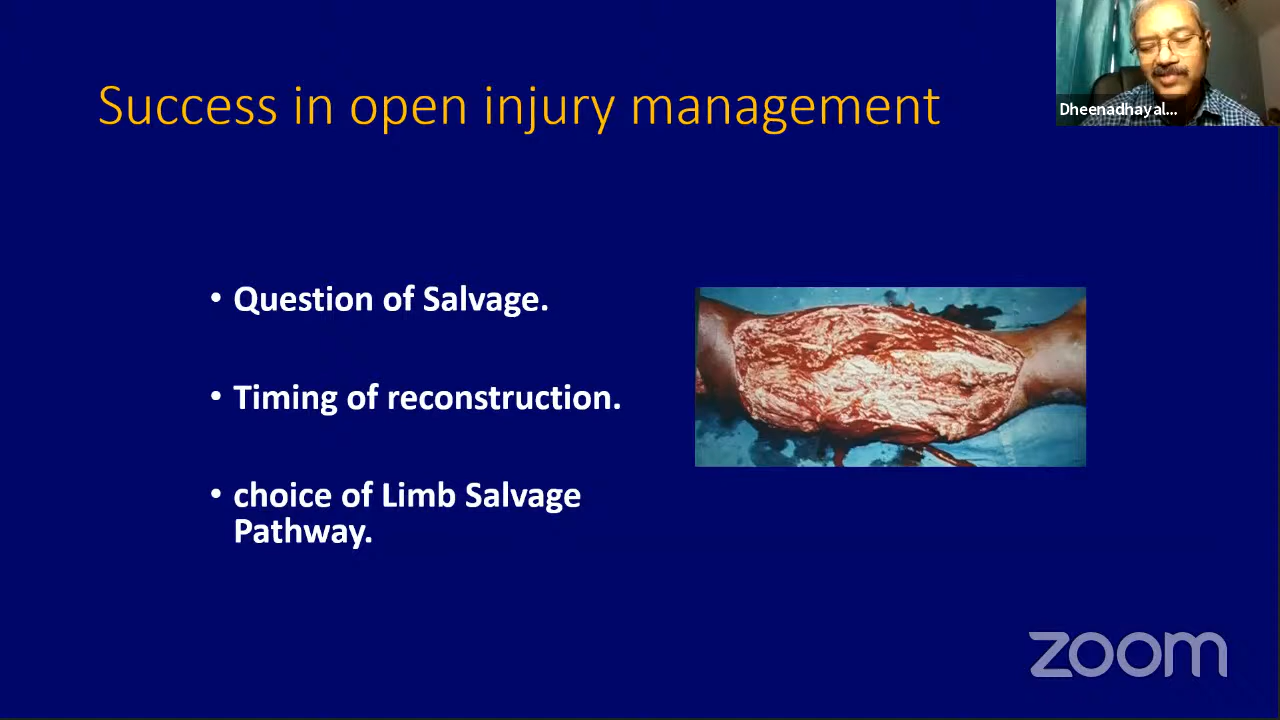 Success in open injury management
Dheenadhayal...
• Question of Salvage.
• Timing of reconstruction.
• choice of Limb Salvage
Pathway.
zoom